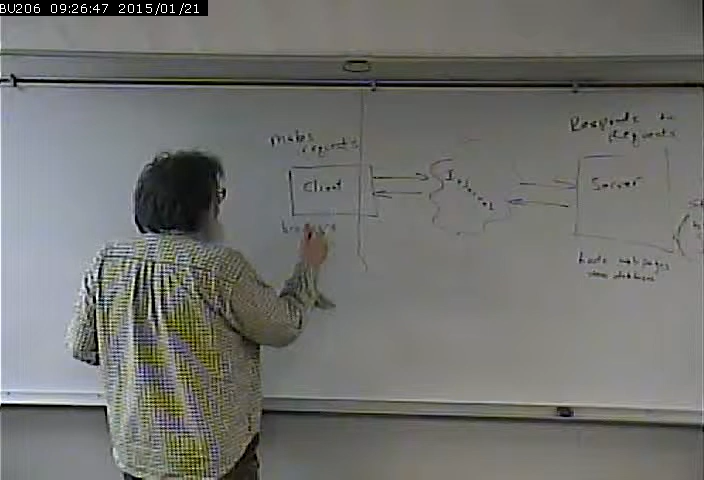 BU206 09:26:47 2015/01/21
makes
requests
Responds to
Requests
Client
Internet
Server
hosts web pages